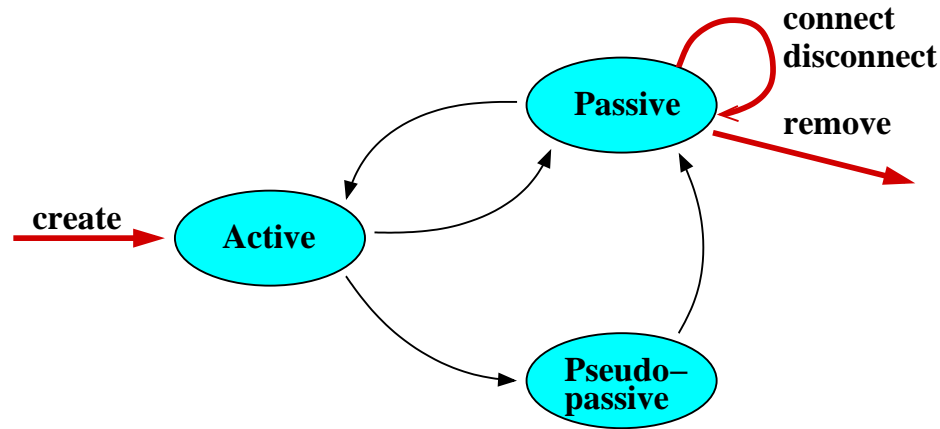 connect
disconnect
Passive
remove
create
Active
Pseudo–
passive